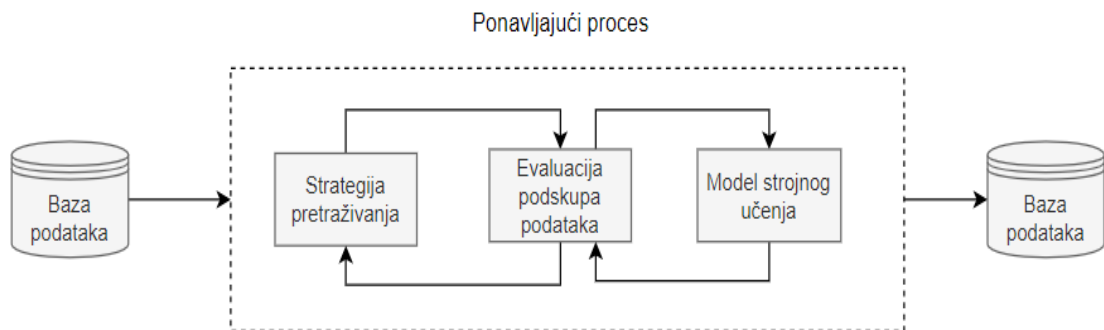 Ponavljajući proces
Baza
podataka
Strategija
pretraživanja
Evaluacija
podskupa
podataka
Model strojnog
učenja
Baza
podataka